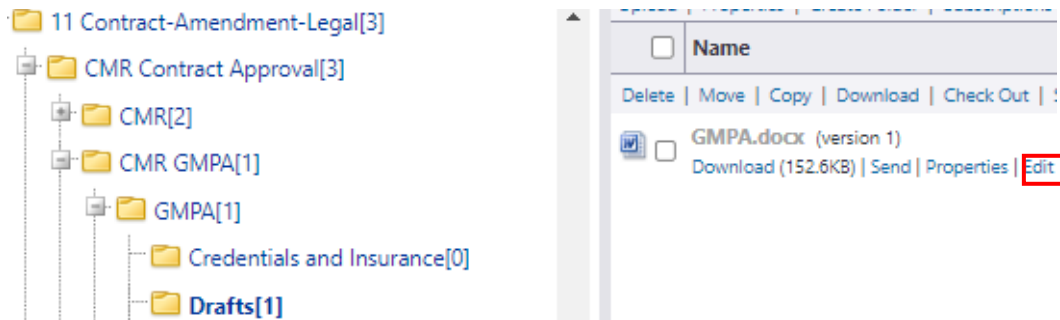 11 Contract-Amendment-Legal[3]
CMR Contract Approval[3]
CMR[2]
CMR GMPA[1]
GMPA[1]
Credentials and Insurance[0]
Drafts[1]
Name
Delete | Move | Copy | Download | Check Out |
GMPA.docx (version 1)
Download (152.6KB) | Send | Properties | Edit